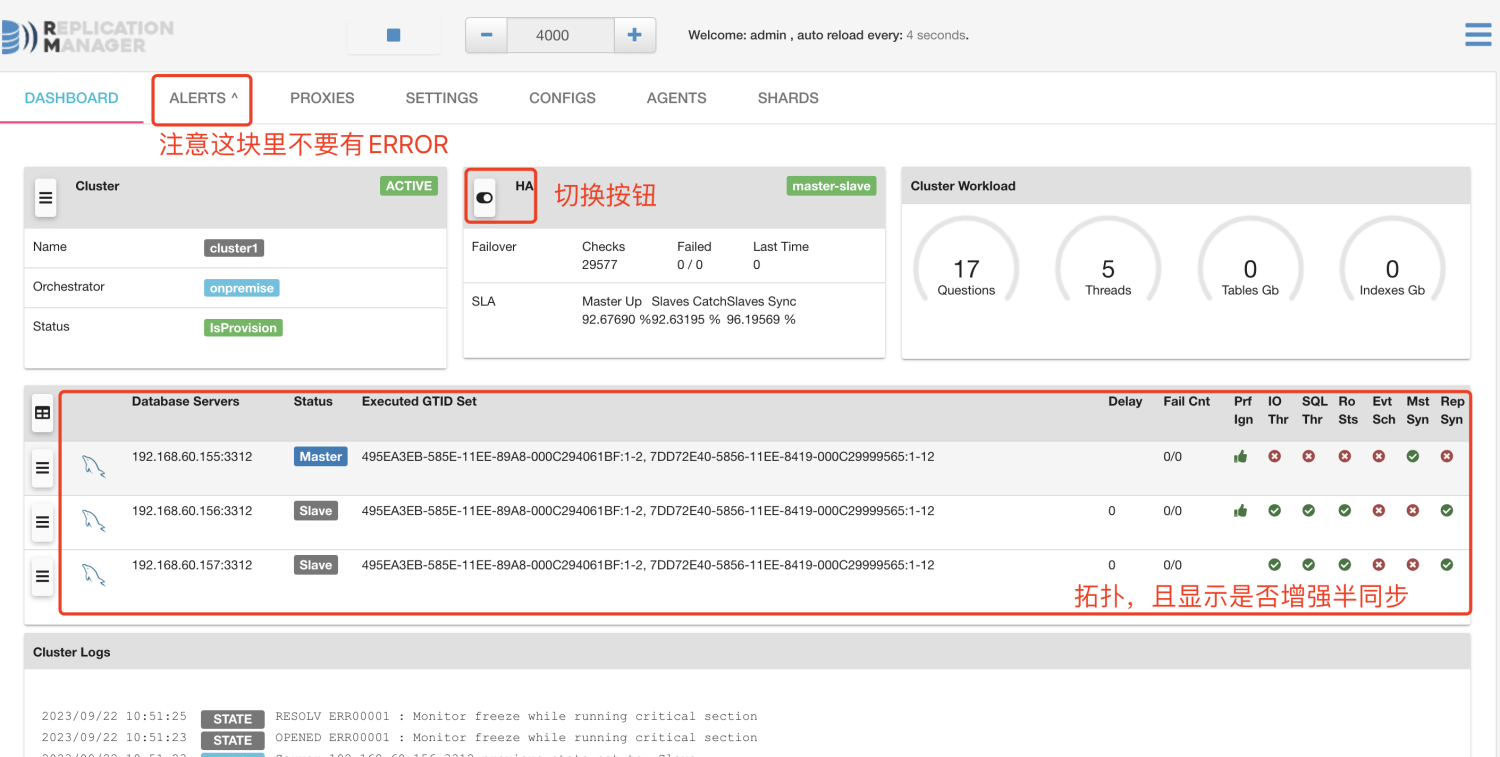 REPLICATION
MANAGER
4000
Welcome: admin , auto reload every: 4 seconds.
DASHBOARD ALERTS ^ PROXIES SETTINGS CONFIGS AGENTS SHARDS
注意这块里不要有ERROR
Cluster ACTIVE
Name cluster1
Orchestrator onpremise
Status IsProvision
HA 切换按钮 master-slave
Failover Checks Failed Last Time
29577 0 / 0 0
SLA Master Up Slaves CatchSlaves Sync
92.67690 %92.63195 % 96.19569 %
Cluster Workload
17 5 0 0
Questions Threads Tables Gb Indexes Gb
Database Servers Status Executed GTID Set Delay Fail Cnt Prf IO SQL Ro Evt Mst Rep
Ign Thr Thr Sts Sch Syn Syn
192.168.60.155:3312 Master 495EA3EB-585E-11EE-89A8-000C294061BF:1-2, 7DD72E40-5856-11EE-8419-000C29999565:1-12 0/0
192.168.60.156:3312 Slave 495EA3EB-585E-11EE-89A8-000C294061BF:1-2, 7DD72E40-5856-11EE-8419-000C29999565:1-12 0 0/0
192.168.60.157:3312 Slave 495EA3EB-585E-11EE-89A8-000C294061BF:1-2, 7DD72E40-5856-11EE-8419-000C29999565:1-12 0 0/0
拓扑，且显示是否增强半同步
Cluster Logs
2023/09/22 10:51:25 STATE RESOLV ERR00001 : Monitor freeze while running critical section
2023/09/22 10:51:23 STATE OPENED ERR00001 : Monitor freeze while running critical section